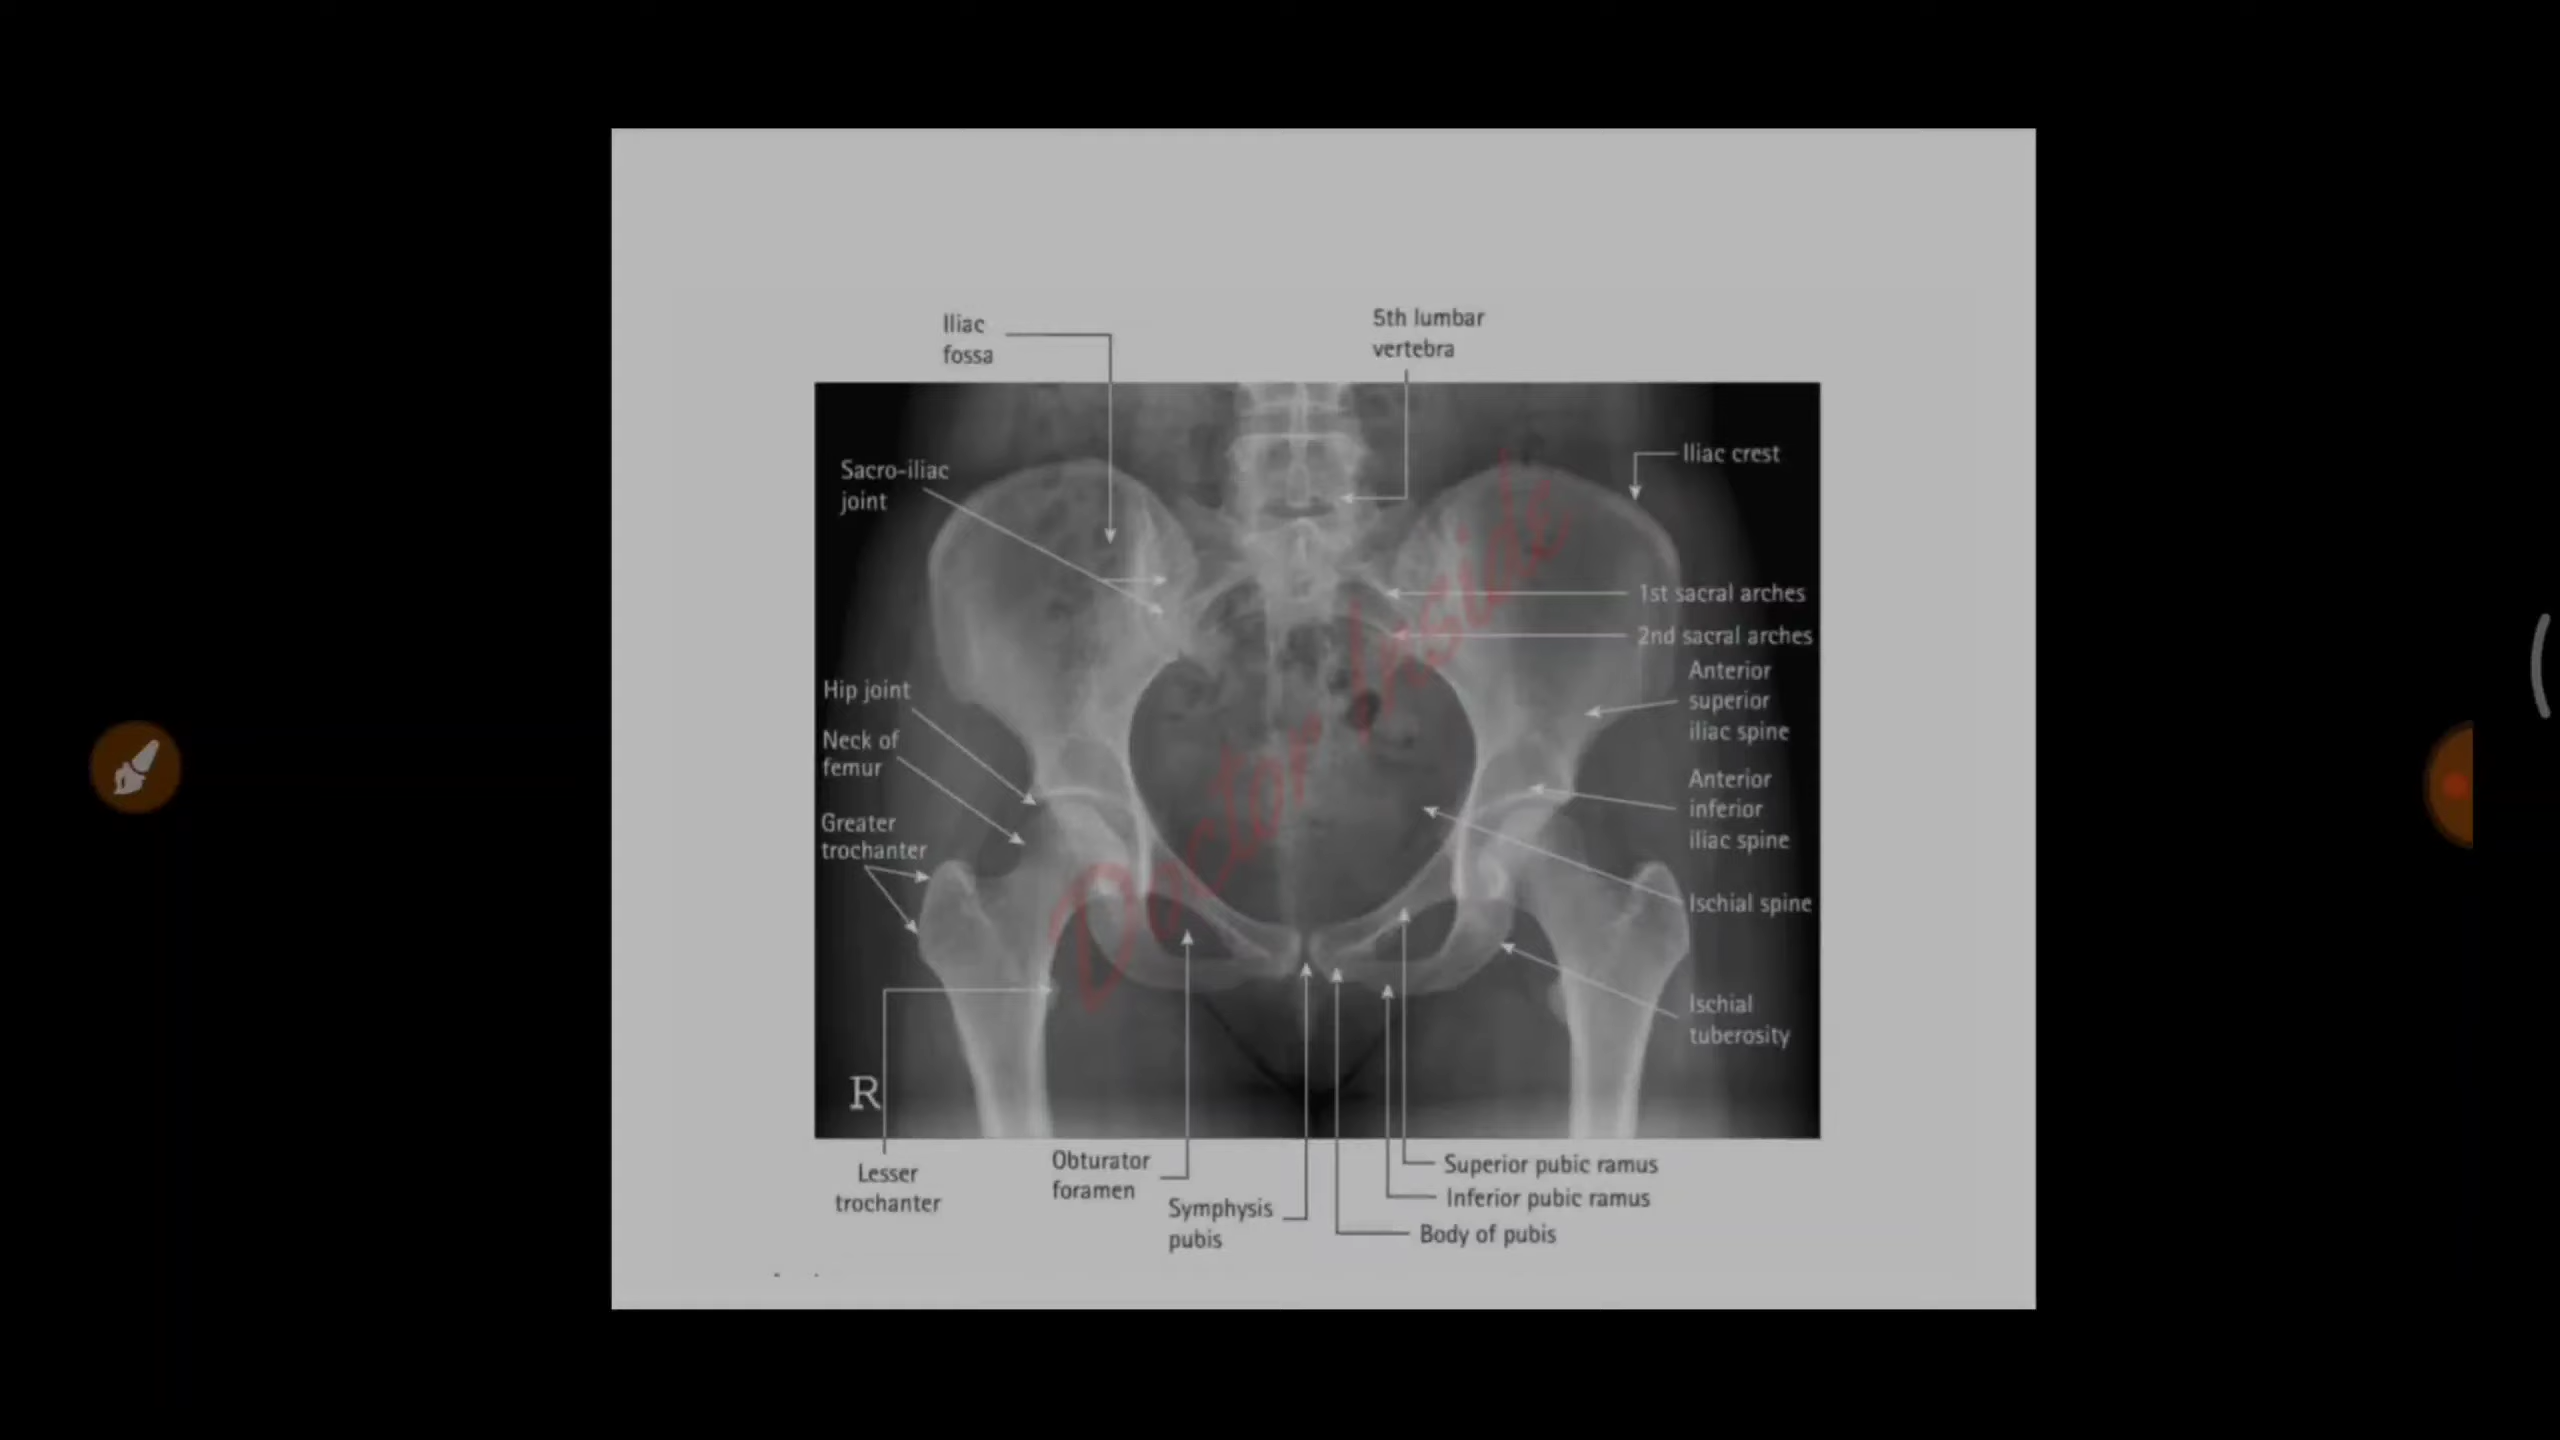 Iliac
fossa
5th lumbar
vertebra
Iliac crest
Sacro-iliac
joint
1st sacral arches
2nd sacral arches
Anterior
superior
iliac spine
Hip joint
Neck of
femur
Anterior
inferior
iliac spine
Greater
trochanter
Ischial spine
Ischial
tuberosity
Doctor Inside
R
Lesser
trochanter
Obturator
foramen
Symphysis
pubis
Superior pubic ramus
Inferior pubic ramus
Body of pubis